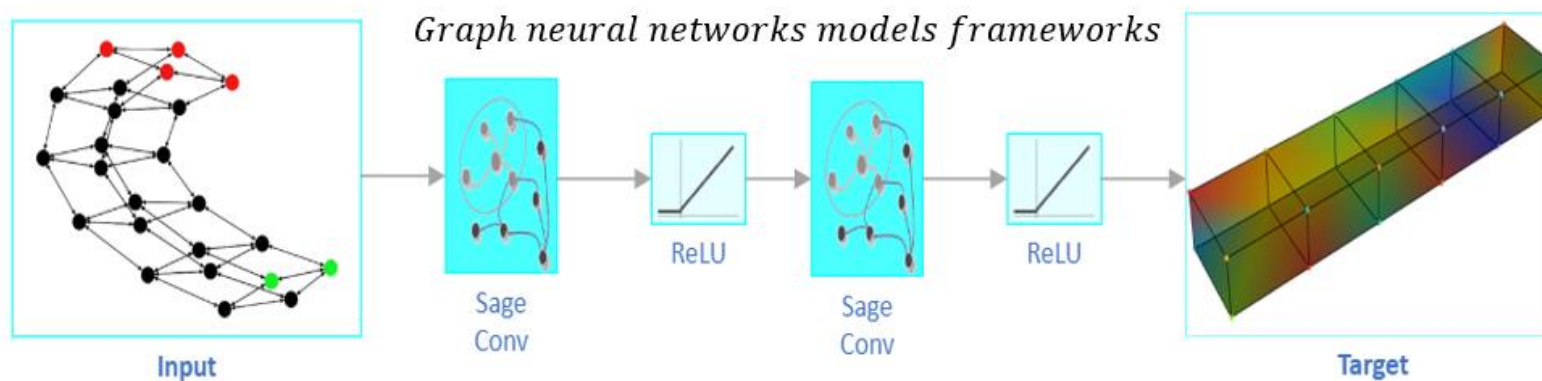 Graph neural networks models frameworks
ReLU
ReLU
Sage
Conv
Sage
Conv
Input
Target